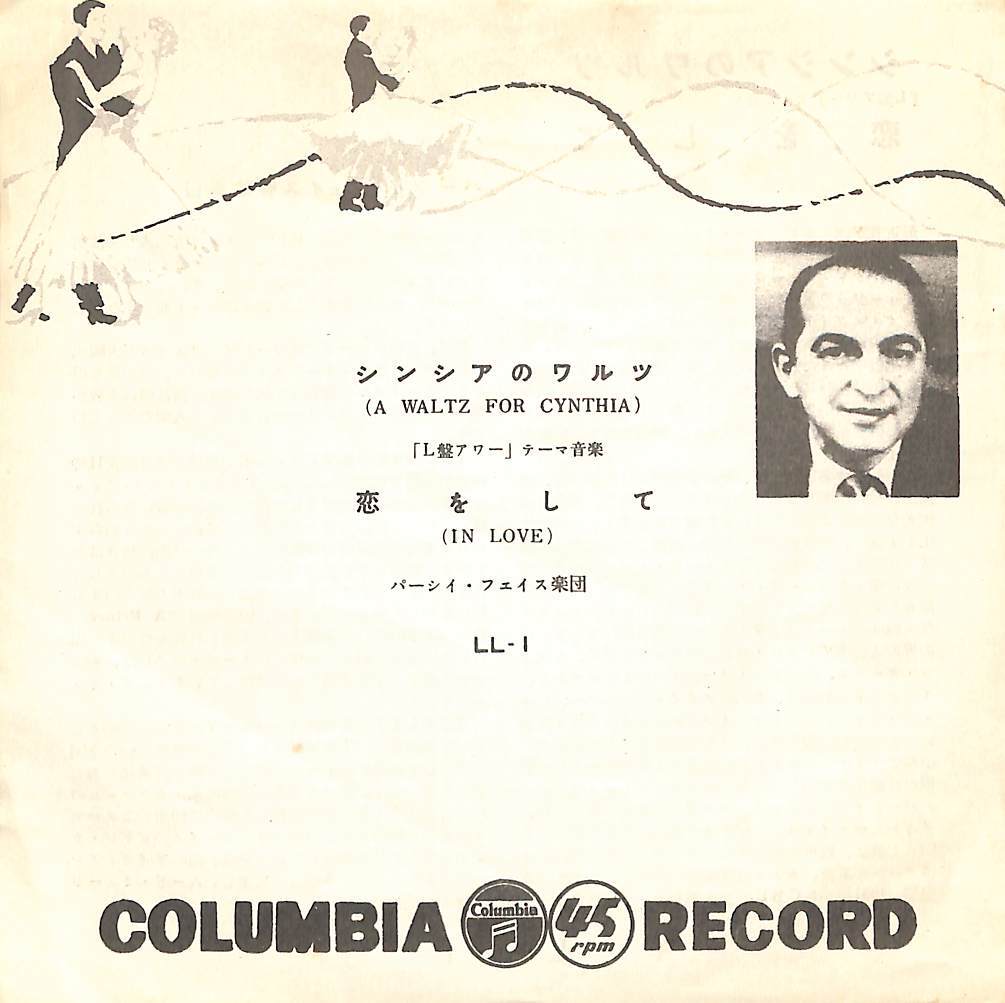 シンシアのワルツ
(A WALTZ FOR CYNTHIA)
「L盤アワー」テーマ音楽
恋をして
(IN LOVE)
パーシイ・フェイス楽団
LL-1
COLUMBIA Columbia 45 rpm RECORD